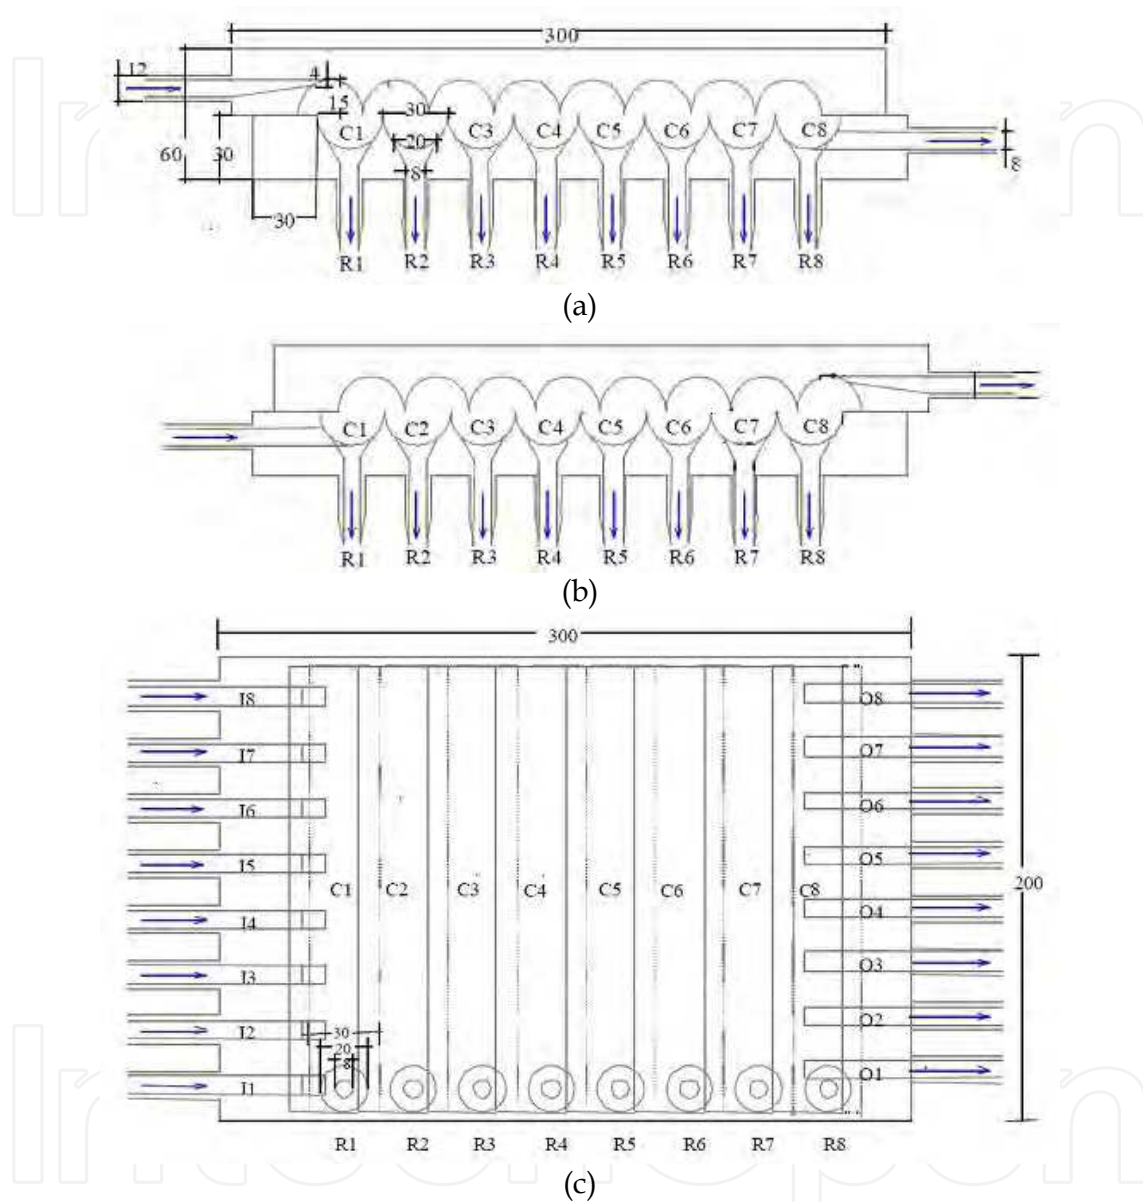 300
12
4
15
30
C1
20
C3
C4
C5
C6
C7
C8
60
30
8
8
30
R1
R2
R3
R4
R5
R6
R7
R8
(a)
C1
C2
C3
C4
C5
C6
C7
C8
R1
R2
R3
R4
R5
R6
R7
R8
(b)
300
I8
O8
I7
O7
I6
O6
I5
O5
C1
C2
C3
C4
C5
C6
C7
C8
200
I4
O4
I3
O3
I2
30
O2
20
8
I1
O1
R1
R2
R3
R4
R5
R6
R7
R8
(c)